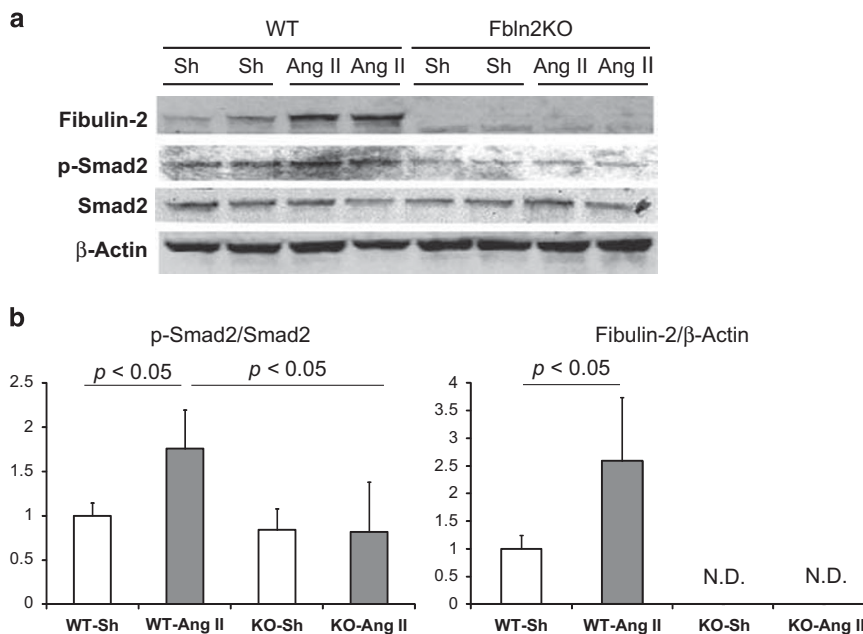 a
WT Fbln2KO
Sh Sh Ang II Ang II Sh Sh Ang II Ang II
Fibulin-2
p-Smad2
Smad2
β-Actin
b
p-Smad2/Smad2
p < 0.05 p < 0.05
2.5
2
1.5
1
0.5
0
WT-Sh WT-Ang II KO-Sh KO-Ang II
Fibulin-2/β-Actin
p < 0.05
4
3.5
3
2.5
2
1.5
1
0.5
0
N.D. N.D.
WT-Sh WT-Ang II KO-Sh KO-Ang II